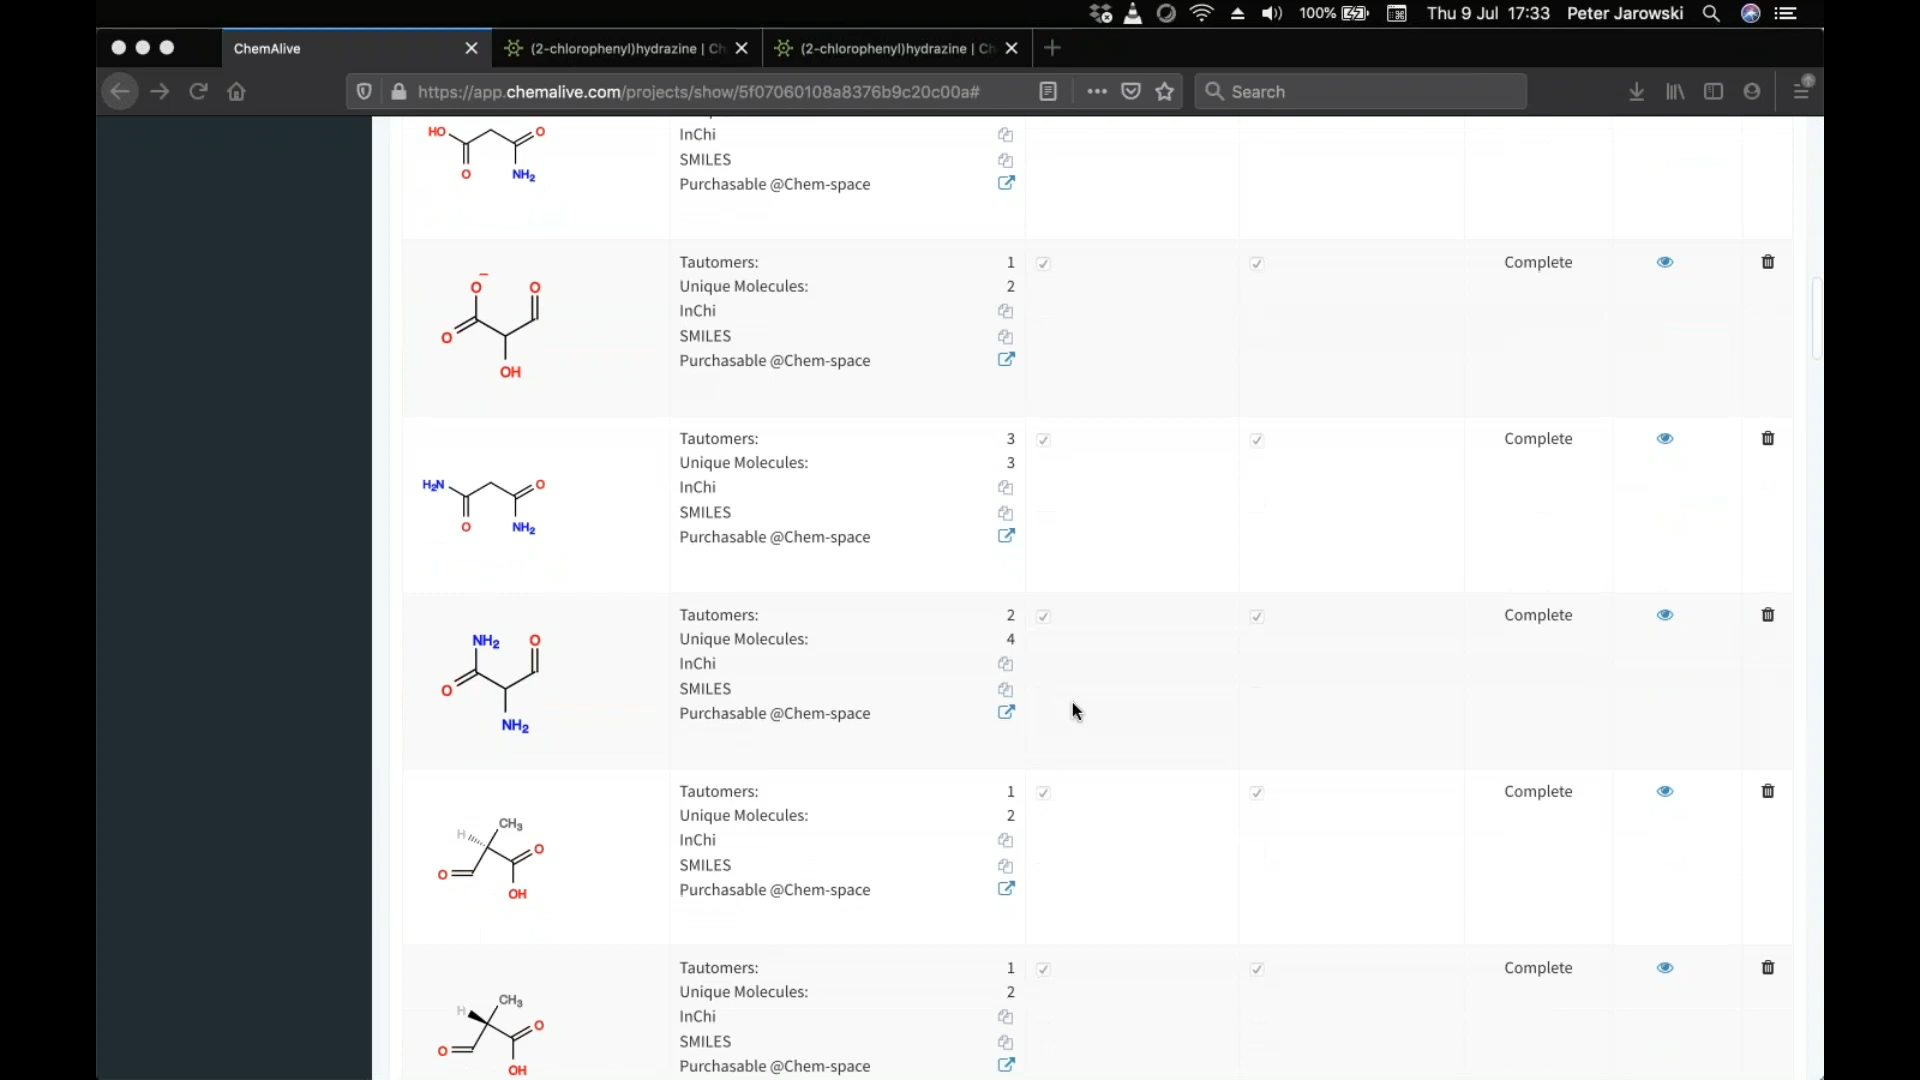 100% Thu 9 Jul 17:33 Peter Jarowski
ChemAlive
(2-chlorophenyl)hydrazine | Ch
(2-chlorophenyl)hydrazine | Ch
https://app.chemalive.com/projects/show/5f07060108a8376b9c20c00a#
Search
HO O
O NH₂
InChi
SMILES
Purchasable @Chem-space
O⁻ O
O
OH
Tautomers: 1
Unique Molecules: 2
InChi
SMILES
Purchasable @Chem-space
Complete
H₂N O
O NH₂
Tautomers: 3
Unique Molecules: 3
InChi
SMILES
Purchasable @Chem-space
Complete
NH₂ O
O
NH₂
Tautomers: 2
Unique Molecules: 4
InChi
SMILES
Purchasable @Chem-space
Complete
CH₃
H
O
O
OH
Tautomers: 1
Unique Molecules: 2
InChi
SMILES
Purchasable @Chem-space
Complete
CH₃
H
O
O
OH
Tautomers: 1
Unique Molecules: 2
InChi
SMILES
Purchasable @Chem-space
Complete